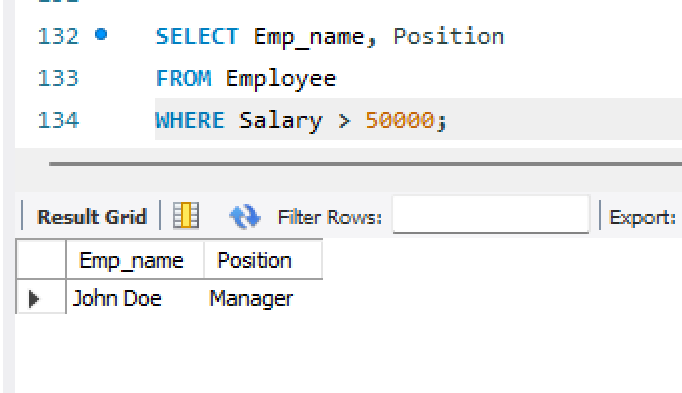 132 SELECT Emp_name, Position
133 FROM Employee
134 WHERE Salary > 50000;
Result Grid Filter Rows: Export:
Emp_name Position
John Doe Manager